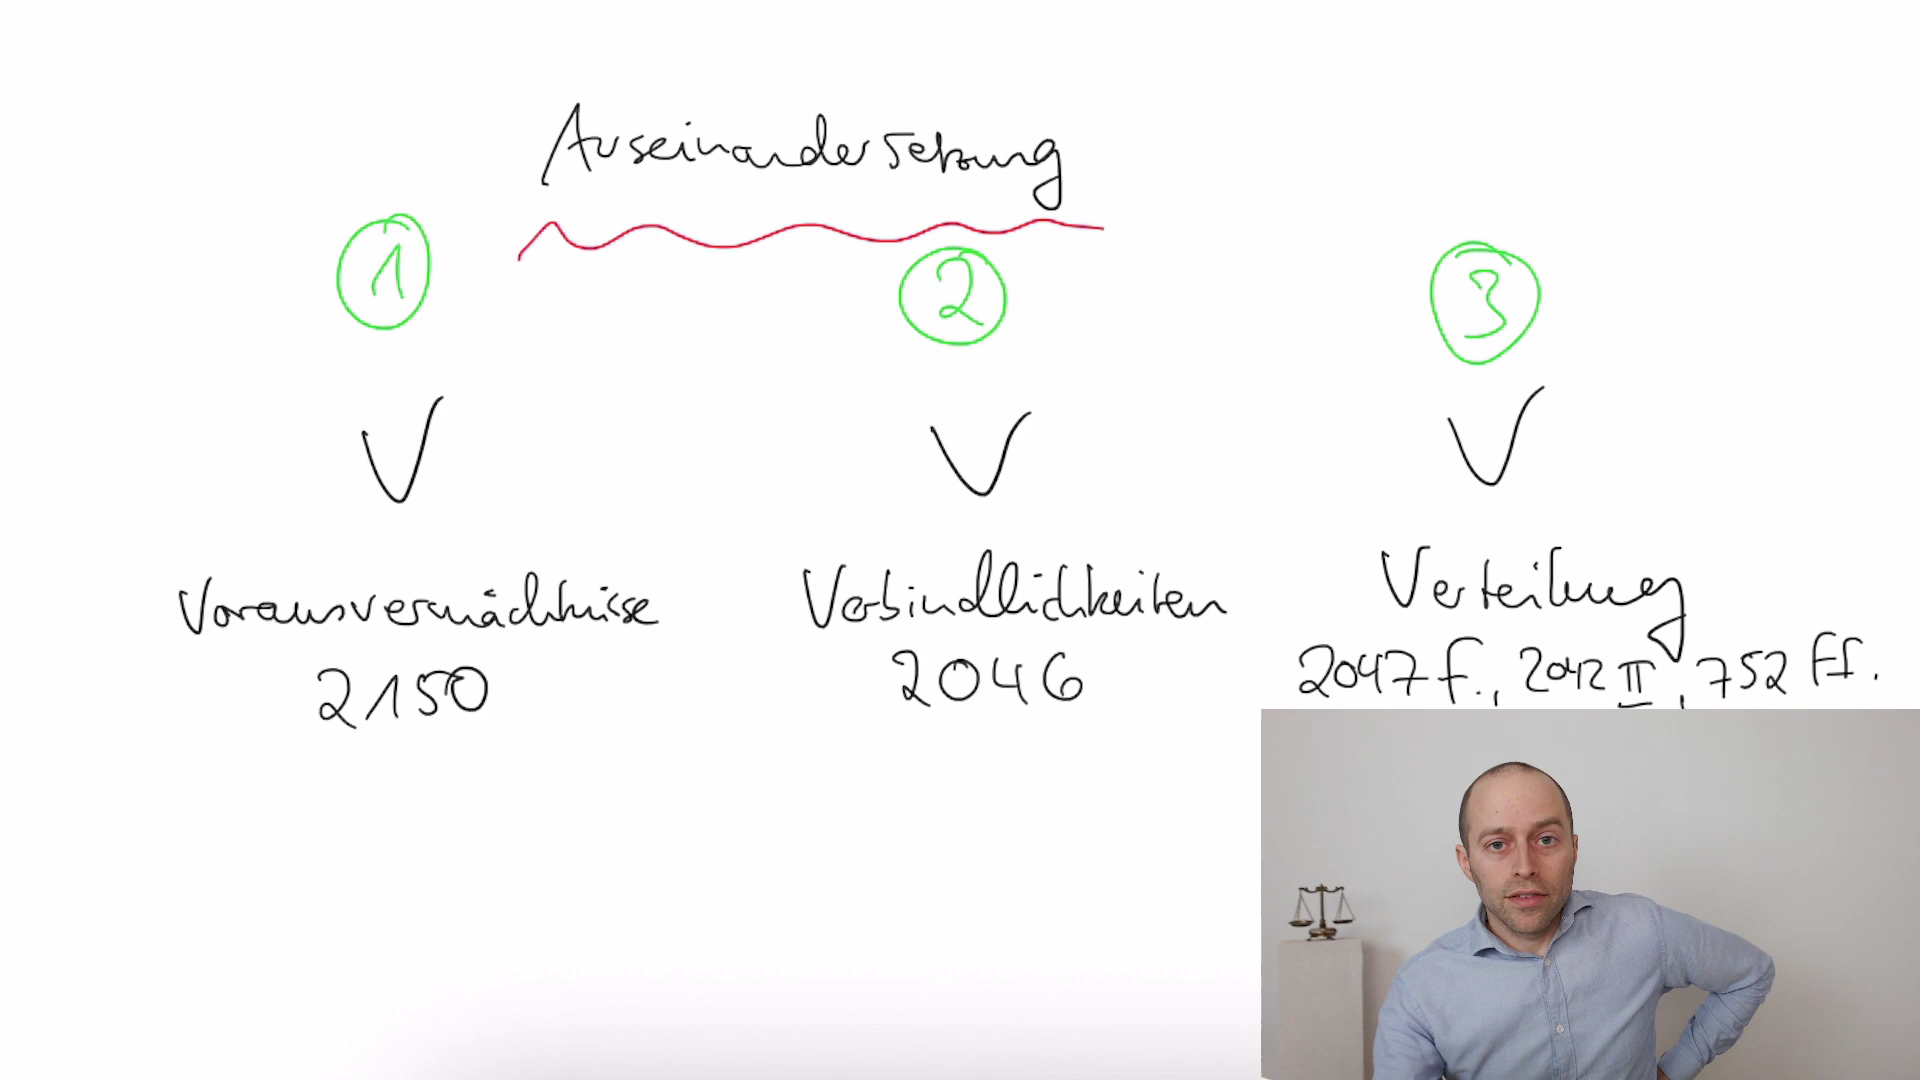 Auseinandersetzung
1 2 3
Vorausvermächtnisse Verbindlichkeiten Verteilung
2150 2046 2047 f., 2042 II, 752 ff.